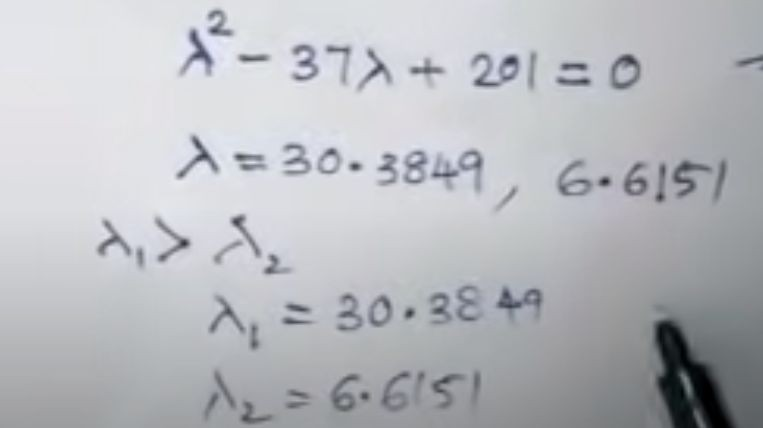 λ² - 37λ + 201 = 0
λ = 30.3849, 6.6151
λ₁ > λ₂
λ₁ = 30.3849
λ₂ = 6.6151